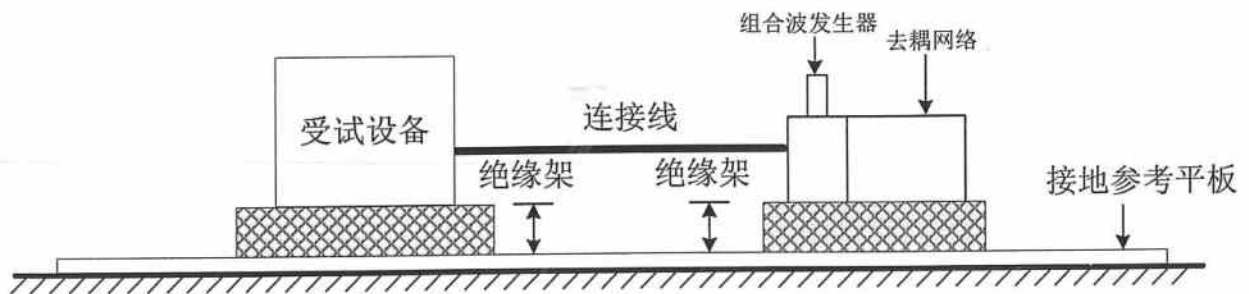 组合波发生器
去耦网络
受试设备
连接线
绝缘架
绝缘架
接地参考平板